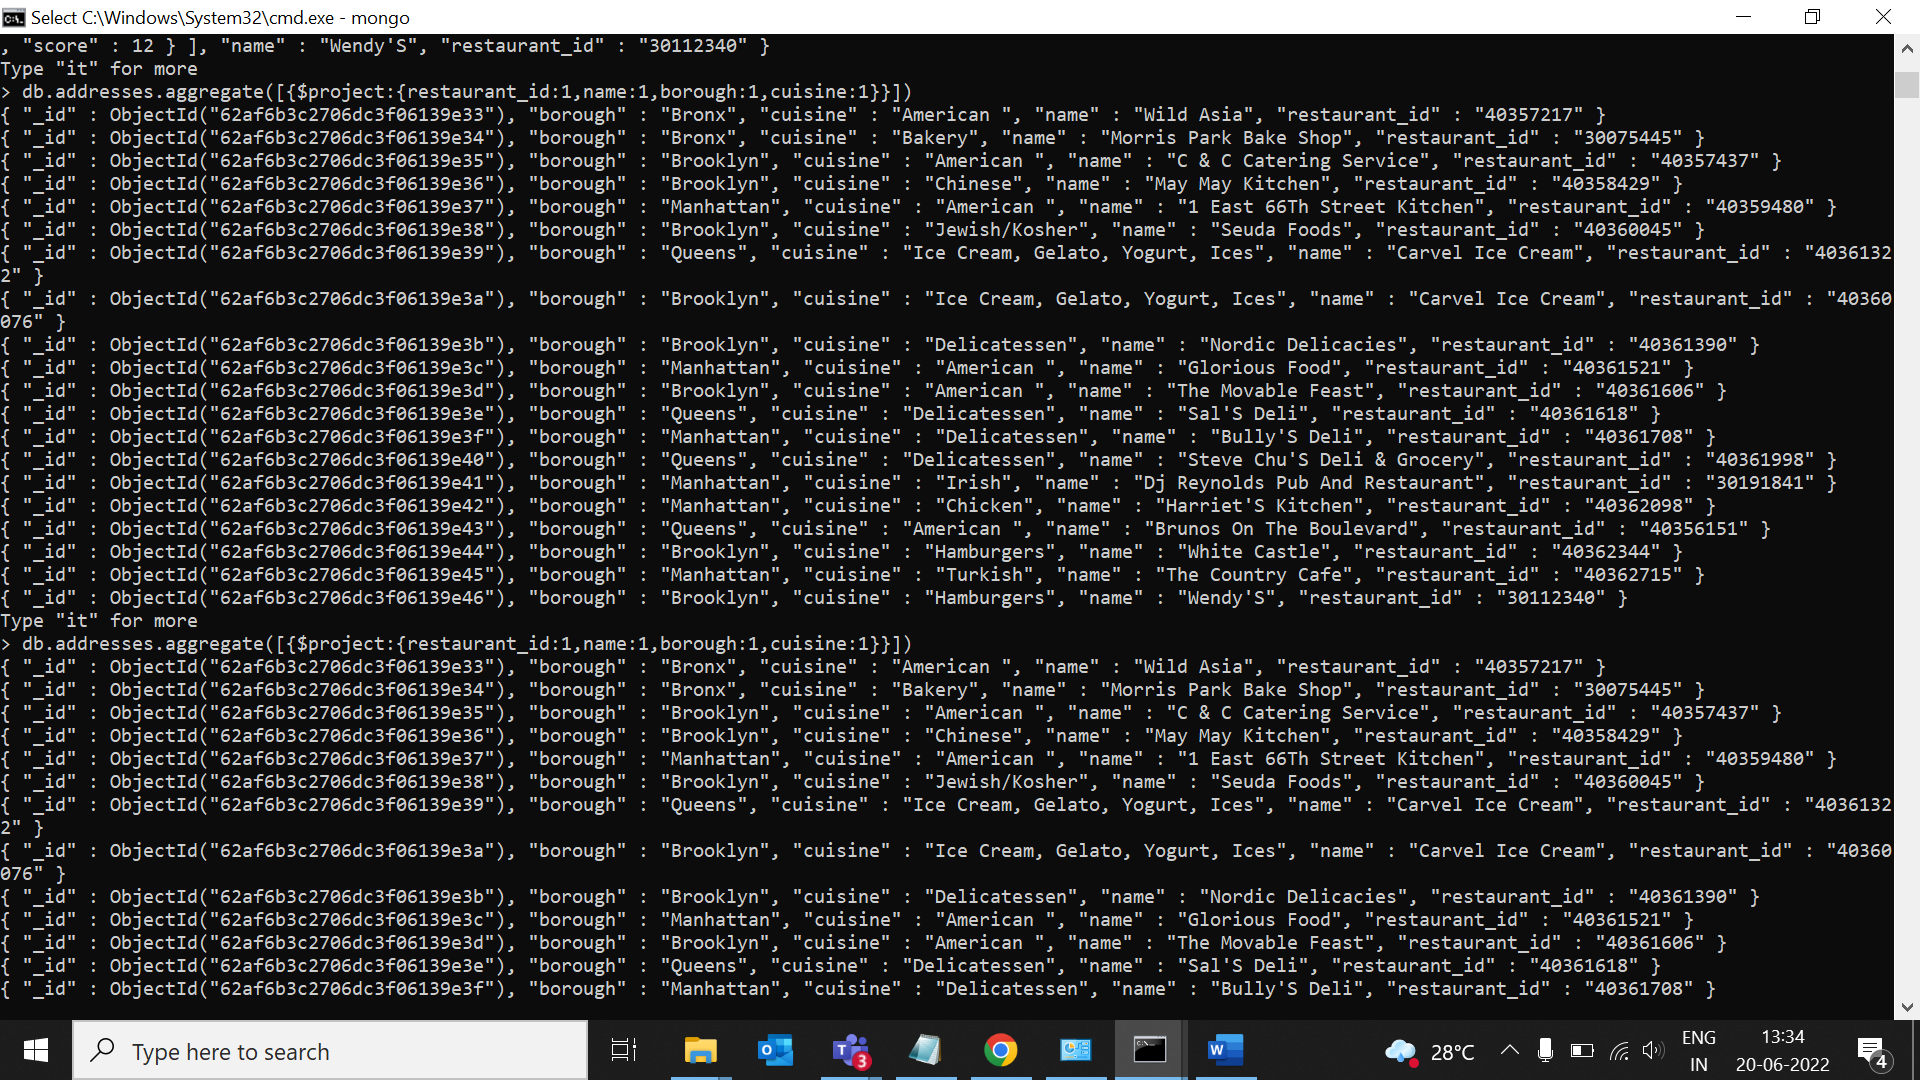 Select C:\Windows\System32\cmd.exe - mongo
, "score" : 12 } ], "name" : "Wendy'S", "restaurant_id" : "30112340" }
Type "it" for more
> db.addresses.aggregate([{$project:{restaurant_id:1,name:1,borough:1,cuisine:1}}])
{ "_id" : ObjectId("62af6b3c2706dc3f06139e33"), "borough" : "Bronx", "cuisine" : "American ", "name" : "Wild Asia", "restaurant_id" : "40357217" }
{ "_id" : ObjectId("62af6b3c2706dc3f06139e34"), "borough" : "Bronx", "cuisine" : "Bakery", "name" : "Morris Park Bake Shop", "restaurant_id" : "30075445" }
{ "_id" : ObjectId("62af6b3c2706dc3f06139e35"), "borough" : "Brooklyn", "cuisine" : "American ", "name" : "C & C Catering Service", "restaurant_id" : "40357437" }
{ "_id" : ObjectId("62af6b3c2706dc3f06139e36"), "borough" : "Brooklyn", "cuisine" : "Chinese", "name" : "May May Kitchen", "restaurant_id" : "40358429" }
{ "_id" : ObjectId("62af6b3c2706dc3f06139e37"), "borough" : "Manhattan", "cuisine" : "American ", "name" : "1 East 66Th Street Kitchen", "restaurant_id" : "40359480" }
{ "_id" : ObjectId("62af6b3c2706dc3f06139e38"), "borough" : "Brooklyn", "cuisine" : "Jewish/Kosher", "name" : "Seuda Foods", "restaurant_id" : "40360045" }
{ "_id" : ObjectId("62af6b3c2706dc3f06139e39"), "borough" : "Queens", "cuisine" : "Ice Cream, Gelato, Yogurt, Ices", "name" : "Carvel Ice Cream", "restaurant_id" : "4036132
2" }
{ "_id" : ObjectId("62af6b3c2706dc3f06139e3a"), "borough" : "Brooklyn", "cuisine" : "Ice Cream, Gelato, Yogurt, Ices", "name" : "Carvel Ice Cream", "restaurant_id" : "40360
076" }
{ "_id" : ObjectId("62af6b3c2706dc3f06139e3b"), "borough" : "Brooklyn", "cuisine" : "Delicatessen", "name" : "Nordic Delicacies", "restaurant_id" : "40361390" }
{ "_id" : ObjectId("62af6b3c2706dc3f06139e3c"), "borough" : "Manhattan", "cuisine" : "American ", "name" : "Glorious Food", "restaurant_id" : "40361521" }
{ "_id" : ObjectId("62af6b3c2706dc3f06139e3d"), "borough" : "Brooklyn", "cuisine" : "American ", "name" : "The Movable Feast", "restaurant_id" : "40361606" }
{ "_id" : ObjectId("62af6b3c2706dc3f06139e3e"), "borough" : "Queens", "cuisine" : "Delicatessen", "name" : "Sal'S Deli", "restaurant_id" : "40361618" }
{ "_id" : ObjectId("62af6b3c2706dc3f06139e3f"), "borough" : "Manhattan", "cuisine" : "Delicatessen", "name" : "Bully'S Deli", "restaurant_id" : "40361708" }
{ "_id" : ObjectId("62af6b3c2706dc3f06139e40"), "borough" : "Queens", "cuisine" : "Delicatessen", "name" : "Steve Chu'S Deli & Grocery", "restaurant_id" : "40361998" }
{ "_id" : ObjectId("62af6b3c2706dc3f06139e41"), "borough" : "Manhattan", "cuisine" : "Irish", "name" : "Dj Reynolds Pub And Restaurant", "restaurant_id" : "30191841" }
{ "_id" : ObjectId("62af6b3c2706dc3f06139e42"), "borough" : "Manhattan", "cuisine" : "Chicken", "name" : "Harriet'S Kitchen", "restaurant_id" : "40362098" }
{ "_id" : ObjectId("62af6b3c2706dc3f06139e43"), "borough" : "Queens", "cuisine" : "American ", "name" : "Brunos On The Boulevard", "restaurant_id" : "40356151" }
{ "_id" : ObjectId("62af6b3c2706dc3f06139e44"), "borough" : "Brooklyn", "cuisine" : "Hamburgers", "name" : "White Castle", "restaurant_id" : "40362344" }
{ "_id" : ObjectId("62af6b3c2706dc3f06139e45"), "borough" : "Manhattan", "cuisine" : "Turkish", "name" : "The Country Cafe", "restaurant_id" : "40362715" }
{ "_id" : ObjectId("62af6b3c2706dc3f06139e46"), "borough" : "Brooklyn", "cuisine" : "Hamburgers", "name" : "Wendy'S", "restaurant_id" : "30112340" }
Type "it" for more
> db.addresses.aggregate([{$project:{restaurant_id:1,name:1,borough:1,cuisine:1}}])
{ "_id" : ObjectId("62af6b3c2706dc3f06139e33"), "borough" : "Bronx", "cuisine" : "American ", "name" : "Wild Asia", "restaurant_id" : "40357217" }
{ "_id" : ObjectId("62af6b3c2706dc3f06139e34"), "borough" : "Bronx", "cuisine" : "Bakery", "name" : "Morris Park Bake Shop", "restaurant_id" : "30075445" }
{ "_id" : ObjectId("62af6b3c2706dc3f06139e35"), "borough" : "Brooklyn", "cuisine" : "American ", "name" : "C & C Catering Service", "restaurant_id" : "40357437" }
{ "_id" : ObjectId("62af6b3c2706dc3f06139e36"), "borough" : "Brooklyn", "cuisine" : "Chinese", "name" : "May May Kitchen", "restaurant_id" : "40358429" }
{ "_id" : ObjectId("62af6b3c2706dc3f06139e37"), "borough" : "Manhattan", "cuisine" : "American ", "name" : "1 East 66Th Street Kitchen", "restaurant_id" : "40359480" }
{ "_id" : ObjectId("62af6b3c2706dc3f06139e38"), "borough" : "Brooklyn", "cuisine" : "Jewish/Kosher", "name" : "Seuda Foods", "restaurant_id" : "40360045" }
{ "_id" : ObjectId("62af6b3c2706dc3f06139e39"), "borough" : "Queens", "cuisine" : "Ice Cream, Gelato, Yogurt, Ices", "name" : "Carvel Ice Cream", "restaurant_id" : "4036132
2" }
{ "_id" : ObjectId("62af6b3c2706dc3f06139e3a"), "borough" : "Brooklyn", "cuisine" : "Ice Cream, Gelato, Yogurt, Ices", "name" : "Carvel Ice Cream", "restaurant_id" : "40360
076" }
{ "_id" : ObjectId("62af6b3c2706dc3f06139e3b"), "borough" : "Brooklyn", "cuisine" : "Delicatessen", "name" : "Nordic Delicacies", "restaurant_id" : "40361390" }
{ "_id" : ObjectId("62af6b3c2706dc3f06139e3c"), "borough" : "Manhattan", "cuisine" : "American ", "name" : "Glorious Food", "restaurant_id" : "40361521" }
{ "_id" : ObjectId("62af6b3c2706dc3f06139e3d"), "borough" : "Brooklyn", "cuisine" : "American ", "name" : "The Movable Feast", "restaurant_id" : "40361606" }
{ "_id" : ObjectId("62af6b3c2706dc3f06139e3e"), "borough" : "Queens", "cuisine" : "Delicatessen", "name" : "Sal'S Deli", "restaurant_id" : "40361618" }
{ "_id" : ObjectId("62af6b3c2706dc3f06139e3f"), "borough" : "Manhattan", "cuisine" : "Delicatessen", "name" : "Bully'S Deli", "restaurant_id" : "40361708" }
Type here to search
3
28°C
ENG
IN
13:34
20-06-2022
4